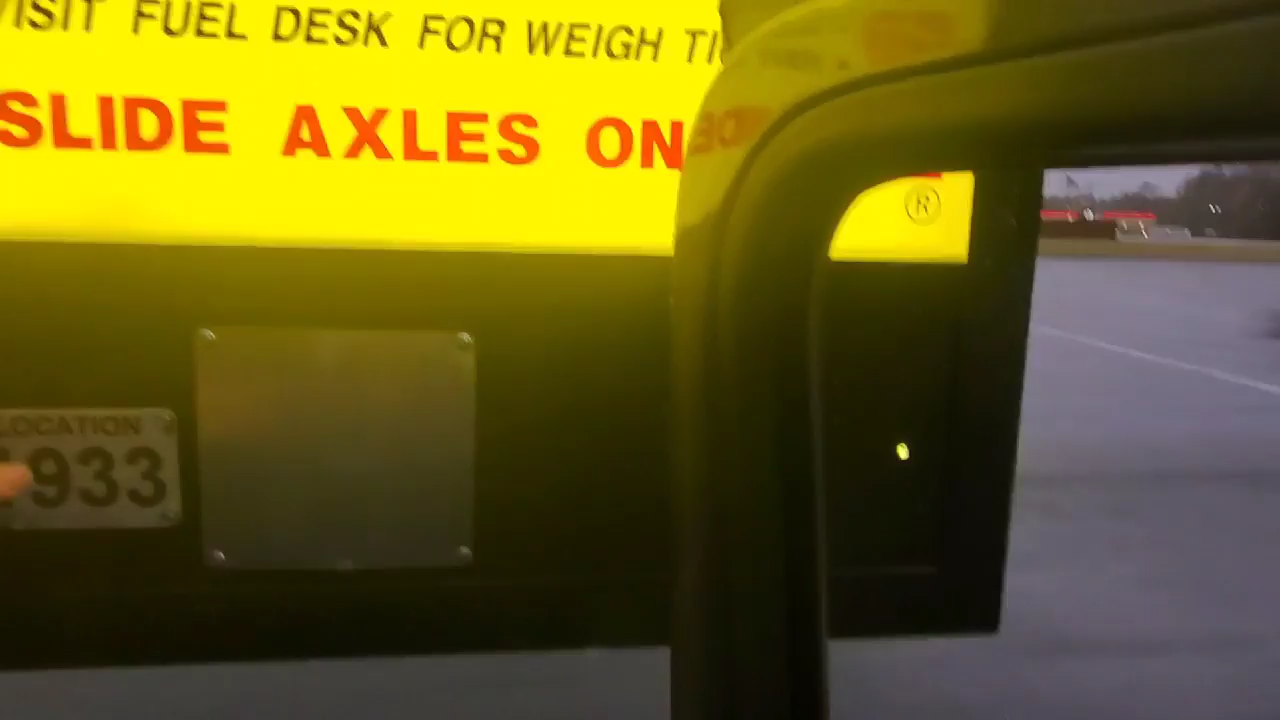 VISIT FUEL DESK FOR WEIGH
SLIDE AXLES ON
®
LOCATION
933